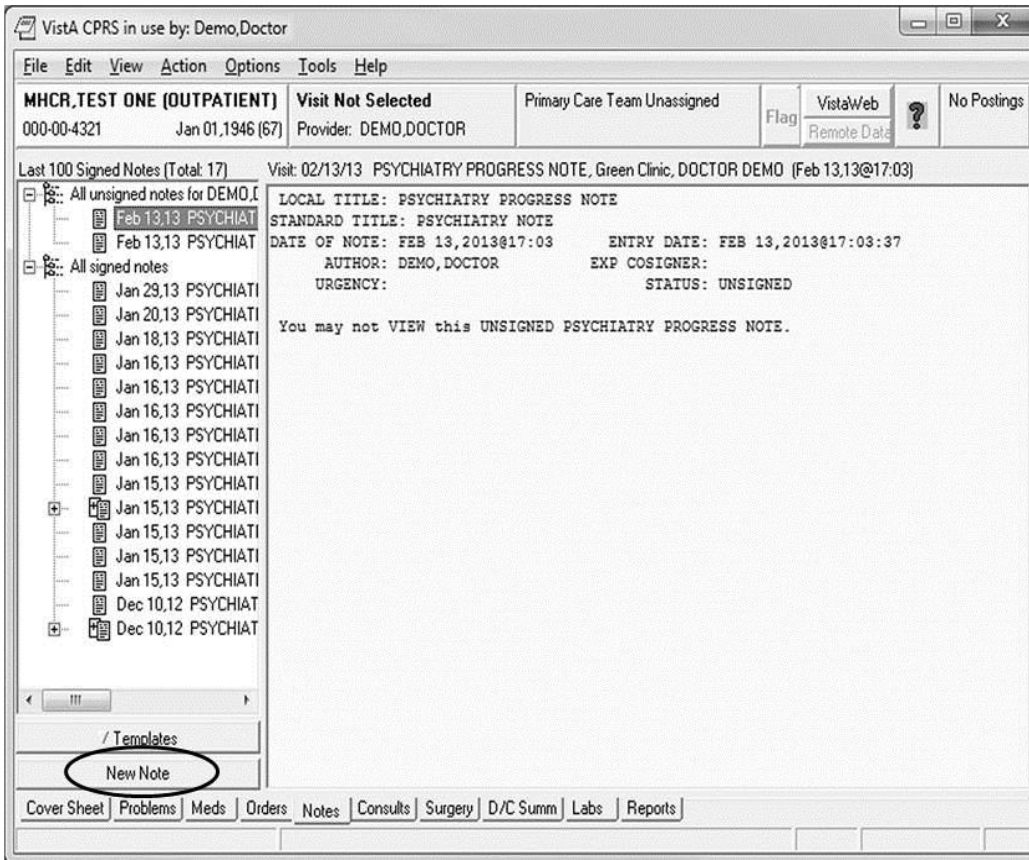 VistA CPRS in use by: Demo,Doctor
File Edit View Action Options Tools Help
MHCR,TEST ONE (OUTPATIENT) Visit Not Selected Primary Care Team Unassigned Flag VistaWeb ? No Postings
000-00-4321 Jan 01,1946 (67) Provider: DEMO,DOCTOR Remote Data
Last 100 Signed Notes (Total: 17) Visit: 02/13/13 PSYCHIATRY PROGRESS NOTE, Green Clinic, DOCTOR DEMO (Feb 13,13@17:03)
All unsigned notes for DEMO,D
Feb 13,13 PSYCHIAT
Feb 13,13 PSYCHIAT
All signed notes
Jan 29,13 PSYCHIATI
Jan 20,13 PSYCHIATI
Jan 18,13 PSYCHIATI
Jan 16,13 PSYCHIATI
Jan 16,13 PSYCHIATI
Jan 16,13 PSYCHIATI
Jan 16,13 PSYCHIATI
Jan 16,13 PSYCHIATI
Jan 15,13 PSYCHIATI
Jan 15,13 PSYCHIATI
Jan 15,13 PSYCHIATI
Jan 15,13 PSYCHIATI
Jan 15,13 PSYCHIATI
Dec 10,12 PSYCHIAT
Dec 10,12 PSYCHIAT
LOCAL TITLE: PSYCHIATRY PROGRESS NOTE
STANDARD TITLE: PSYCHIATRY NOTE
DATE OF NOTE: FEB 13,2013@17:03 ENTRY DATE: FEB 13,2013@17:03:37
AUTHOR: DEMO,DOCTOR EXP COSIGNER:
URGENCY: STATUS: UNSIGNED
You may not VIEW this UNSIGNED PSYCHIATRY PROGRESS NOTE.
/ Templates
New Note
Cover Sheet Problems Meds Orders Notes Consults Surgery D/C Summ Labs Reports